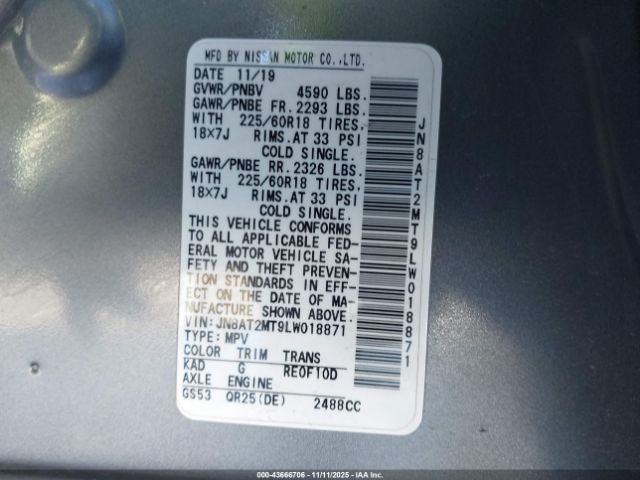 MFD BY NISSAN MOTOR CO.,LTD.
DATE 11/19
GVWR/PNBV 4590 LBS.
GAWR/PNBE FR. 2293 LBS.
WITH 225/60R18 TIRES,
18X7J RIMS.AT 33 PSI
COLD SINGLE.
GAWR/PNBE RR. 2326 LBS.
WITH 225/60R18 TIRES,
18X7J RIMS.AT 33 PSI
COLD SINGLE.
THIS VEHICLE CONFORMS
TO ALL APPLICABLE FED-
ERAL MOTOR VEHICLE SA-
FETY AND THEFT PREVEN-
TION STANDARDS IN EFF-
ECT ON THE DATE OF MA-
NUFACTURE SHOWN ABOVE.
VIN: JN8AT2MT9LW018871
TYPE: MPV
COLOR TRIM TRANS
KAD G RE0F10D
AXLE ENGINE
GS53 QR25(DE) 2488CC
JN8AT2MT9LW018871
000-43666706 - 11/11/2025 - IAAI.COM